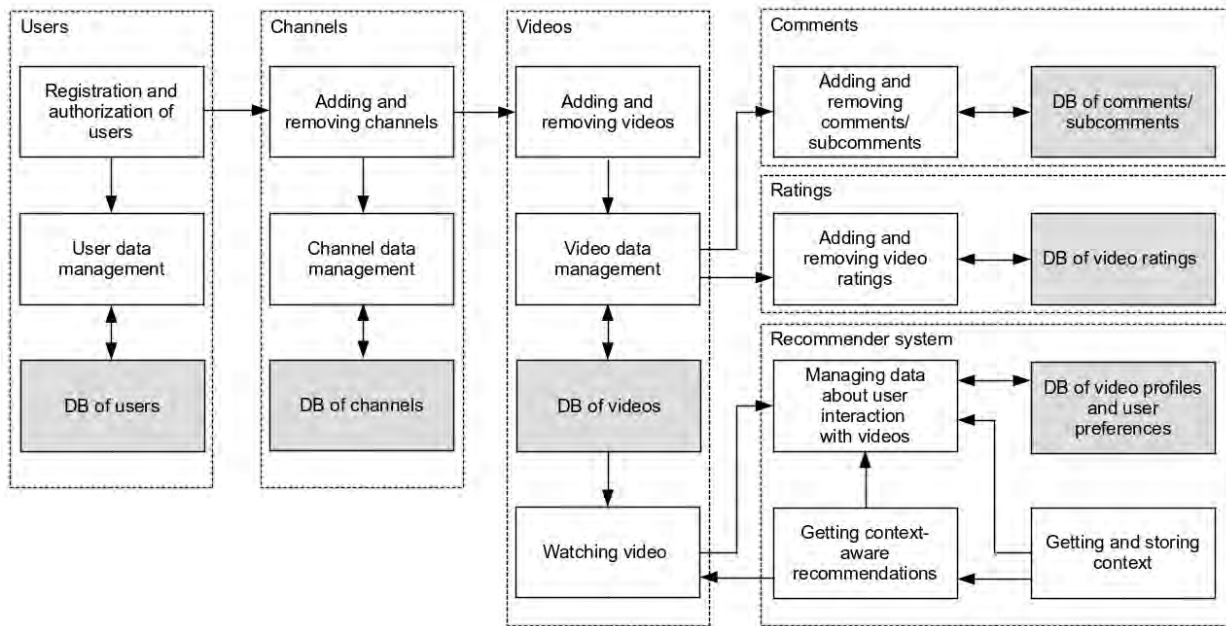 Users
Registration and
authorization of
users
User data
management
DB of users
Channels
Adding and
removing channels
Channel data
management
DB of channels
Videos
Adding and
removing videos
Video data
management
DB of videos
Watching video
Comments
Adding and
removing
comments/
subcomments
DB of comments/
subcomments
Ratings
Adding and
removing video
ratings
DB of video ratings
Recommender system
Managing data
about user
interaction
with videos
DB of video profiles
and user
preferences
Getting context-
aware
recommendations
Getting and storing
context